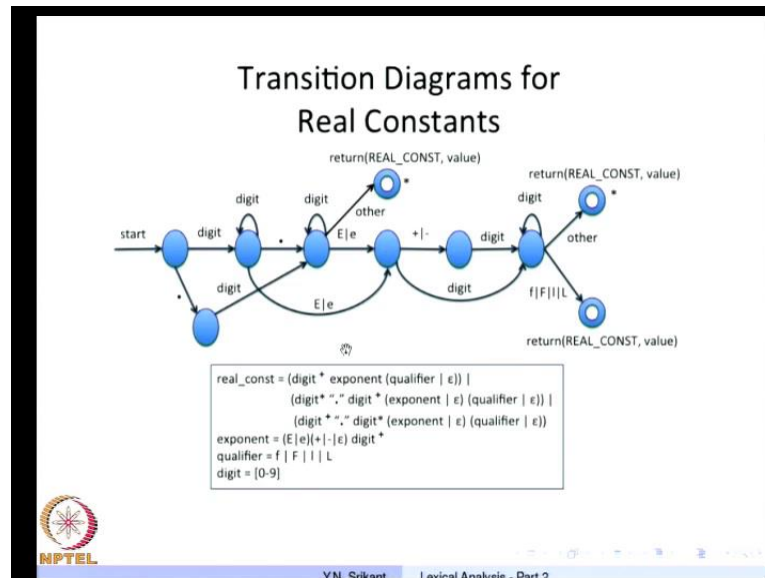 Transition Diagrams for
Real Constants
return(REAL_CONST, value)
*
return(REAL_CONST, value)
*
digit
digit
digit
other
start
digit
.
E|e
+|-
digit
other
.
digit
E|e
digit
f|F|l|L
return(REAL_CONST, value)
real_const = (digit⁺ exponent (qualifier | ε)) |
(digit* “.” digit⁺ (exponent | ε) (qualifier | ε)) |
(digit⁺ “.” digit* (exponent | ε) (qualifier | ε))
exponent = (E|e)(+|-|ε) digit⁺
qualifier = f | F | l | L
digit = [0-9]
NPTEL
Y.N. Srikant Lexical Analysis - Part 2